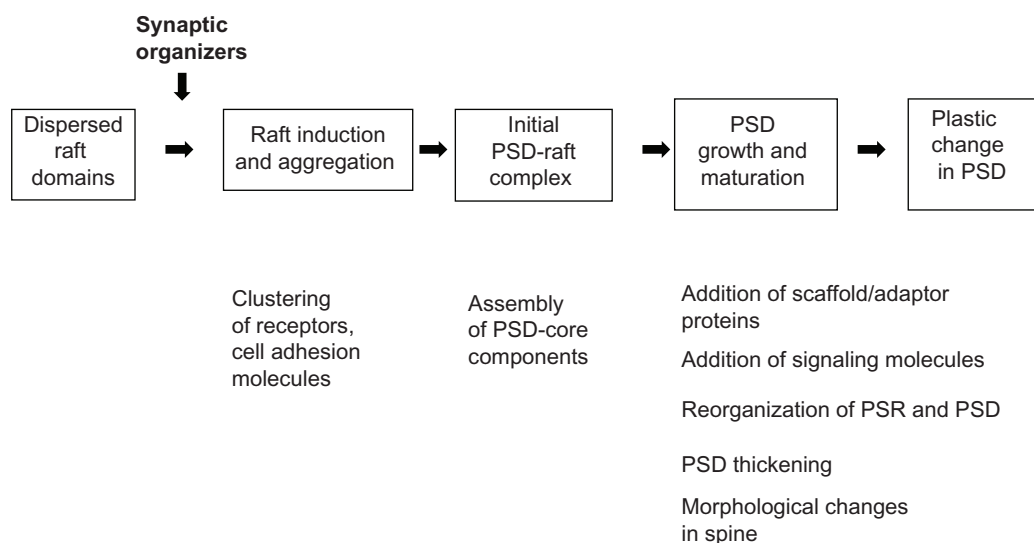 Synaptic
organizers
Dispersed
raft
domains
Raft induction
and aggregation
Initial
PSD-raft
complex
PSD
growth and
maturation
Plastic
change
in PSD
Clustering
of receptors,
cell adhesion
molecules
Assembly
of PSD-core
components
Addition of scaffold/adaptor
proteins
Addition of signaling molecules
Reorganization of PSR and PSD
PSD thickening
Morphological changes
in spine